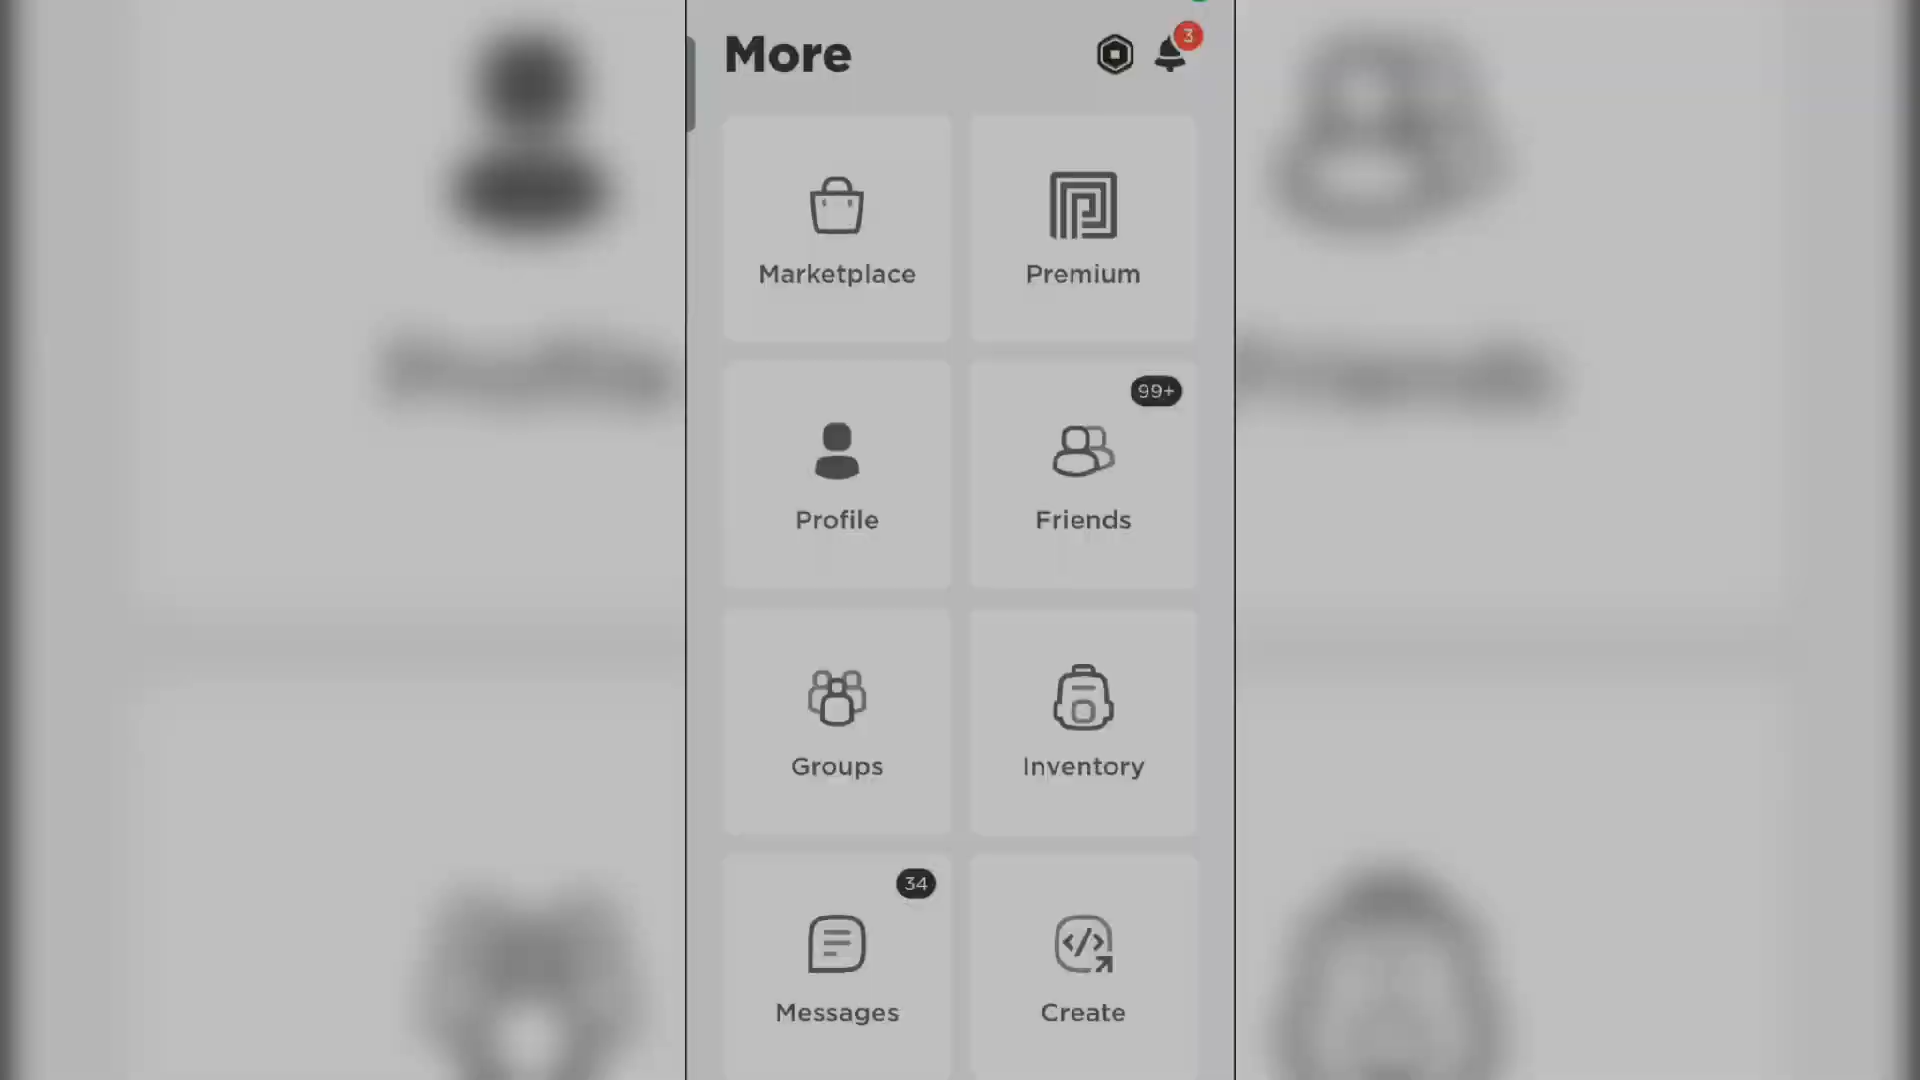 More
3
Marketplace
Premium
Profile
99+
Friends
Groups
Inventory
34
Messages
Create